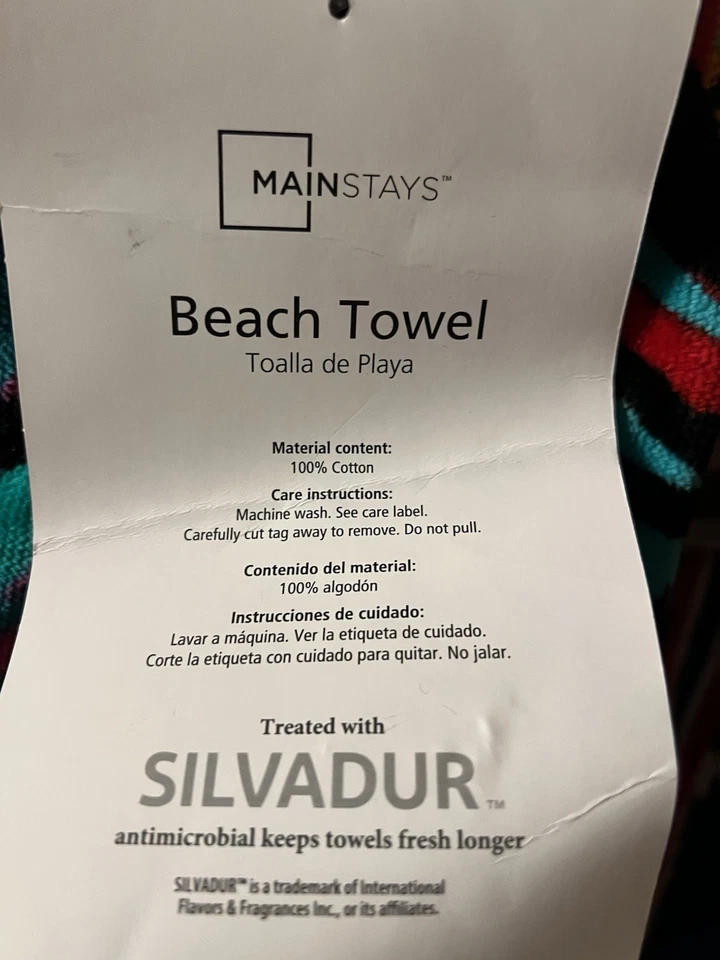 MAINSTAYS™
Beach Towel
Toalla de Playa
Material content:
100% Cotton
Care instructions:
Machine wash. See care label.
Carefully cut tag away to remove. Do not pull.
Contenido del material:
100% algodón
Instrucciones de cuidado:
Lavar a máquina. Ver la etiqueta de cuidado.
Corte la etiqueta con cuidado para quitar. No jalar.
Treated with
SILVADUR™
antimicrobial keeps towels fresh longer
SILVADUR™ is a trademark of International
Flavors & Fragrances Inc., or its affiliates.